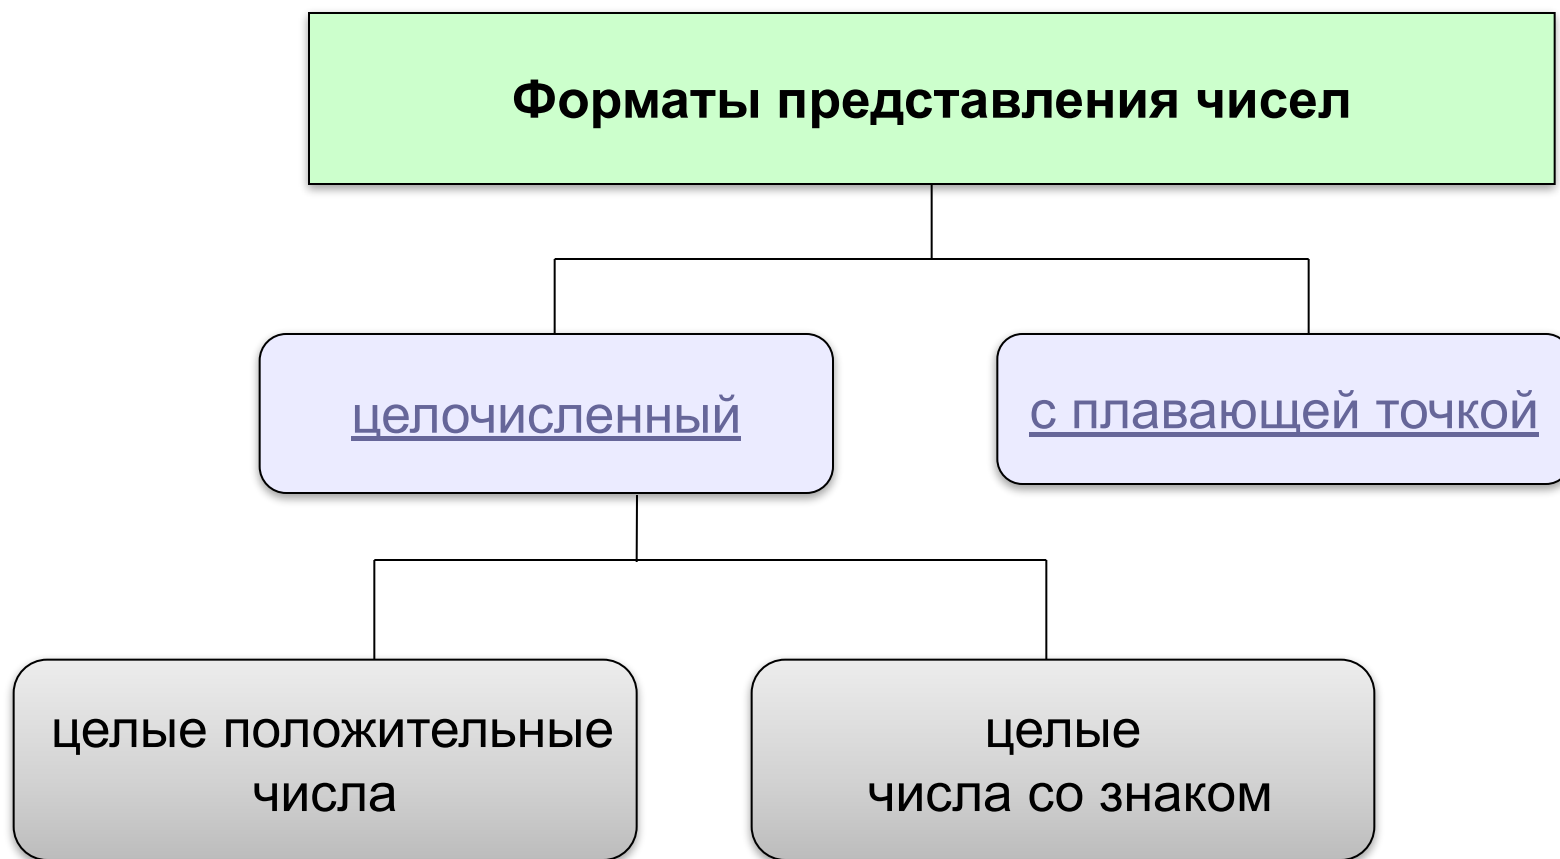 Форматы представления чисел
целочисленный
с плавающей точкой
целые положительные
числа
целые
числа со знаком